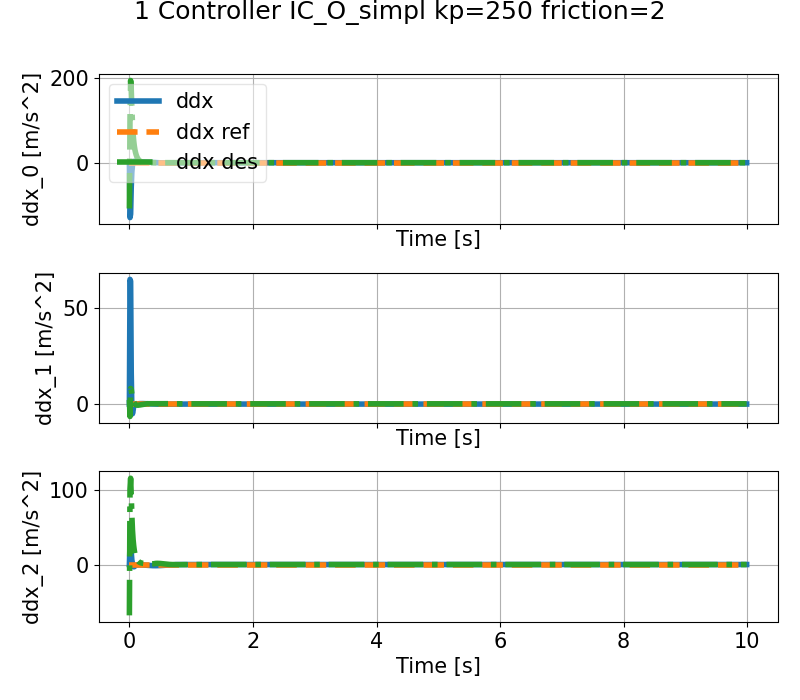 1 Controller IC_O_simpl kp=250 friction=2
200
0
ddx_0 [m/s^2]
ddx
ddx ref
ddx des
Time [s]
50
0
ddx_1 [m/s^2]
Time [s]
100
0
ddx_2 [m/s^2]
0 2 4 6 8 10
Time [s]